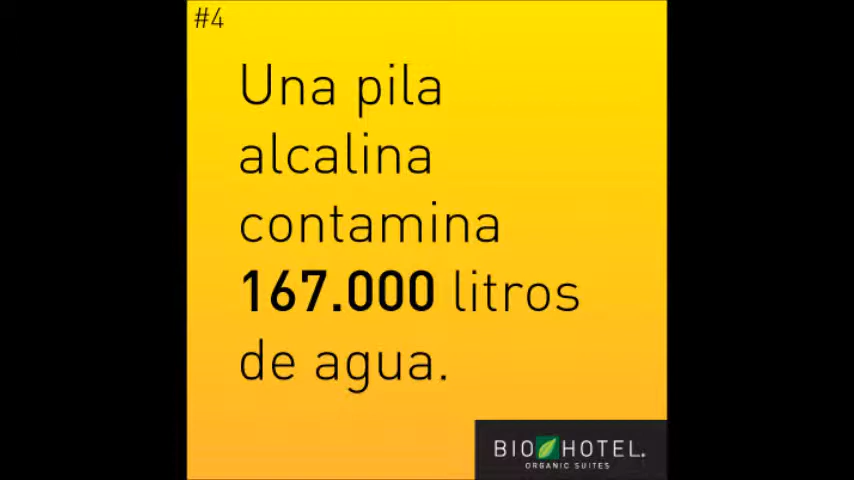 #4
Una pila
alcalina
contamina
167.000 litros
de agua.
BIO HOTEL.
ORGANIC SUITES